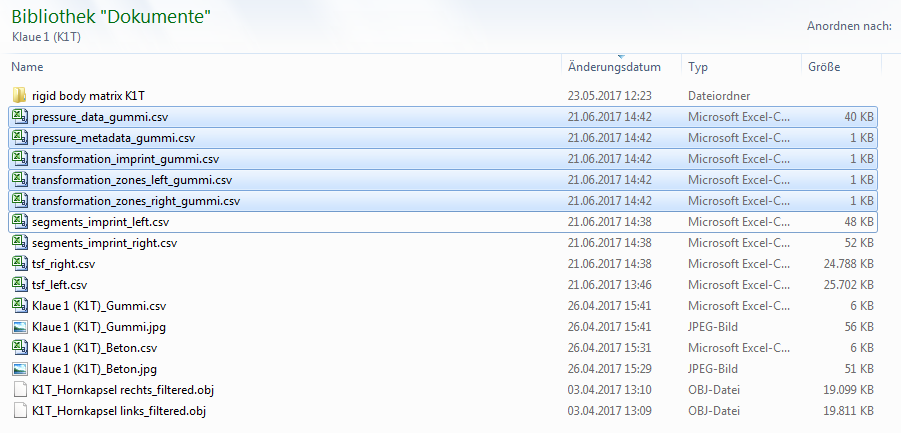 Bibliothek "Dokumente"
Klaue 1 (K1T)
Anordnen nach:
Name Änderungsdatum Typ Größe
rigid body matrix K1T 23.05.2017 12:23 Dateiordner
pressure_data_gummi.csv 21.06.2017 14:42 Microsoft Excel-C... 40 KB
pressure_metadata_gummi.csv 21.06.2017 14:42 Microsoft Excel-C... 1 KB
transformation_imprint_gummi.csv 21.06.2017 14:42 Microsoft Excel-C... 1 KB
transformation_zones_left_gummi.csv 21.06.2017 14:42 Microsoft Excel-C... 1 KB
transformation_zones_right_gummi.csv 21.06.2017 14:42 Microsoft Excel-C... 1 KB
segments_imprint_left.csv 21.06.2017 14:38 Microsoft Excel-C... 48 KB
segments_imprint_right.csv 21.06.2017 14:38 Microsoft Excel-C... 52 KB
tsf_right.csv 21.06.2017 14:38 Microsoft Excel-C... 24.788 KB
tsf_left.csv 21.06.2017 13:46 Microsoft Excel-C... 25.702 KB
Klaue 1 (K1T)_Gummi.csv 26.04.2017 15:41 Microsoft Excel-C... 6 KB
Klaue 1 (K1T)_Gummi.jpg 26.04.2017 15:41 JPEG-Bild 56 KB
Klaue 1 (K1T)_Beton.csv 26.04.2017 15:31 Microsoft Excel-C... 6 KB
Klaue 1 (K1T)_Beton.jpg 26.04.2017 15:29 JPEG-Bild 51 KB
K1T_Hornkapsel rechts_filtered.obj 03.04.2017 13:10 OBJ-Datei 19.099 KB
K1T_Hornkapsel links_filtered.obj 03.04.2017 13:09 OBJ-Datei 19.811 KB